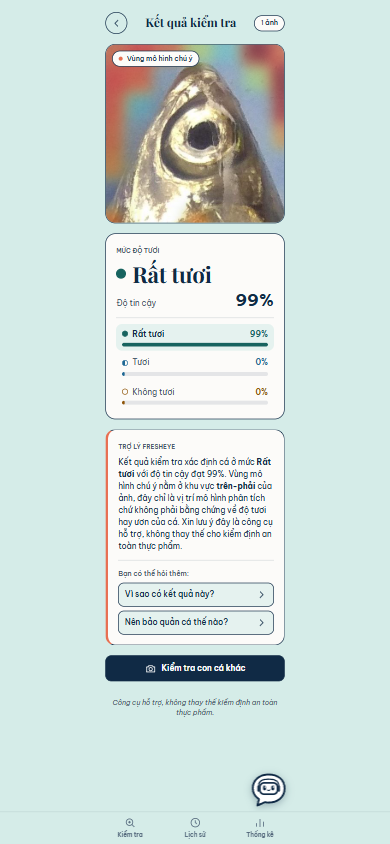 Kết quả kiểm tra
1 ảnh
Vùng mô hình chú ý
MỨC ĐỘ TƯƠI
Rất tươi
Độ tin cậy 99%
Rất tươi 99%
Tươi 0%
Không tươi 0%
TRỢ LÝ FRESHEYE
Kết quả kiểm tra xác định cá ở mức Rất
tươi với độ tin cậy đạt 99%. Vùng mô
hình chú ý nằm ở khu vực trên-phải của
ảnh, đây chỉ là vị trí mô hình phân tích
chứ không phải bằng chứng về độ tươi
hay ươn của cá. Xin lưu ý đây là công cụ
hỗ trợ, không thay thế cho kiểm định an
toàn thực phẩm.
Bạn có thể hỏi thêm:
Vì sao có kết quả này?
Nên bảo quản cá thế nào?
Kiểm tra con cá khác
Công cụ hỗ trợ, không thay thế kiểm định an toàn
thực phẩm.
Kiểm tra
Lịch sử
Thống kê